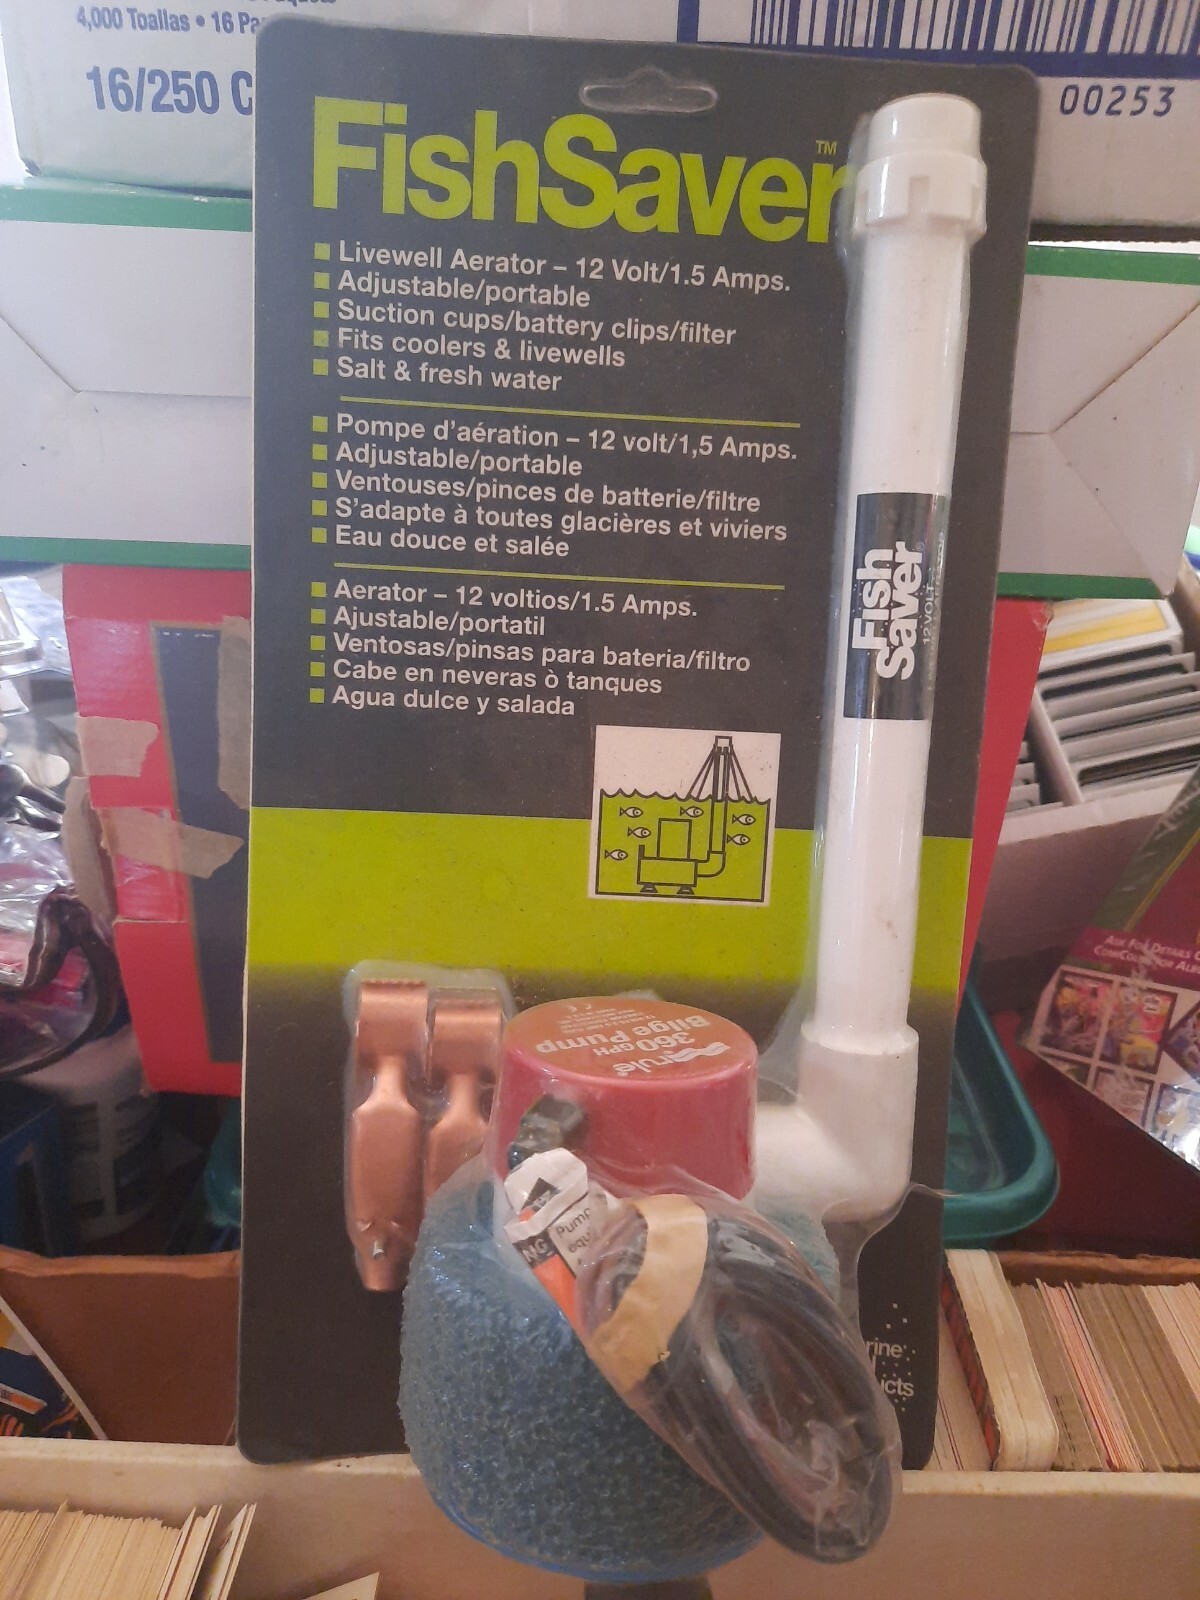 4,000 Toallas • 16
16/250
00253
FishSaver™
Livewell Aerator – 12 Volt/1.5 Amps.
Adjustable/portable
Suction cups/battery clips/filter
Fits coolers & livewells
Salt & fresh water
Pompe d'aération – 12 volt/1,5 Amps.
Adjustable/portable
Ventouses/pinces de batterie/filtre
S'adapte à toutes glacières et viviers
Eau douce et salée
Aerator – 12 voltios/1.5 Amps.
Ajustable/portatil
Ventosas/pinsas para bateria/filtro
Cabe en neveras ò tanques
Agua dulce y salada
Fish
Saver®
12 VOLT
rule
360 GPH
Bilge Pump
Ask For Details